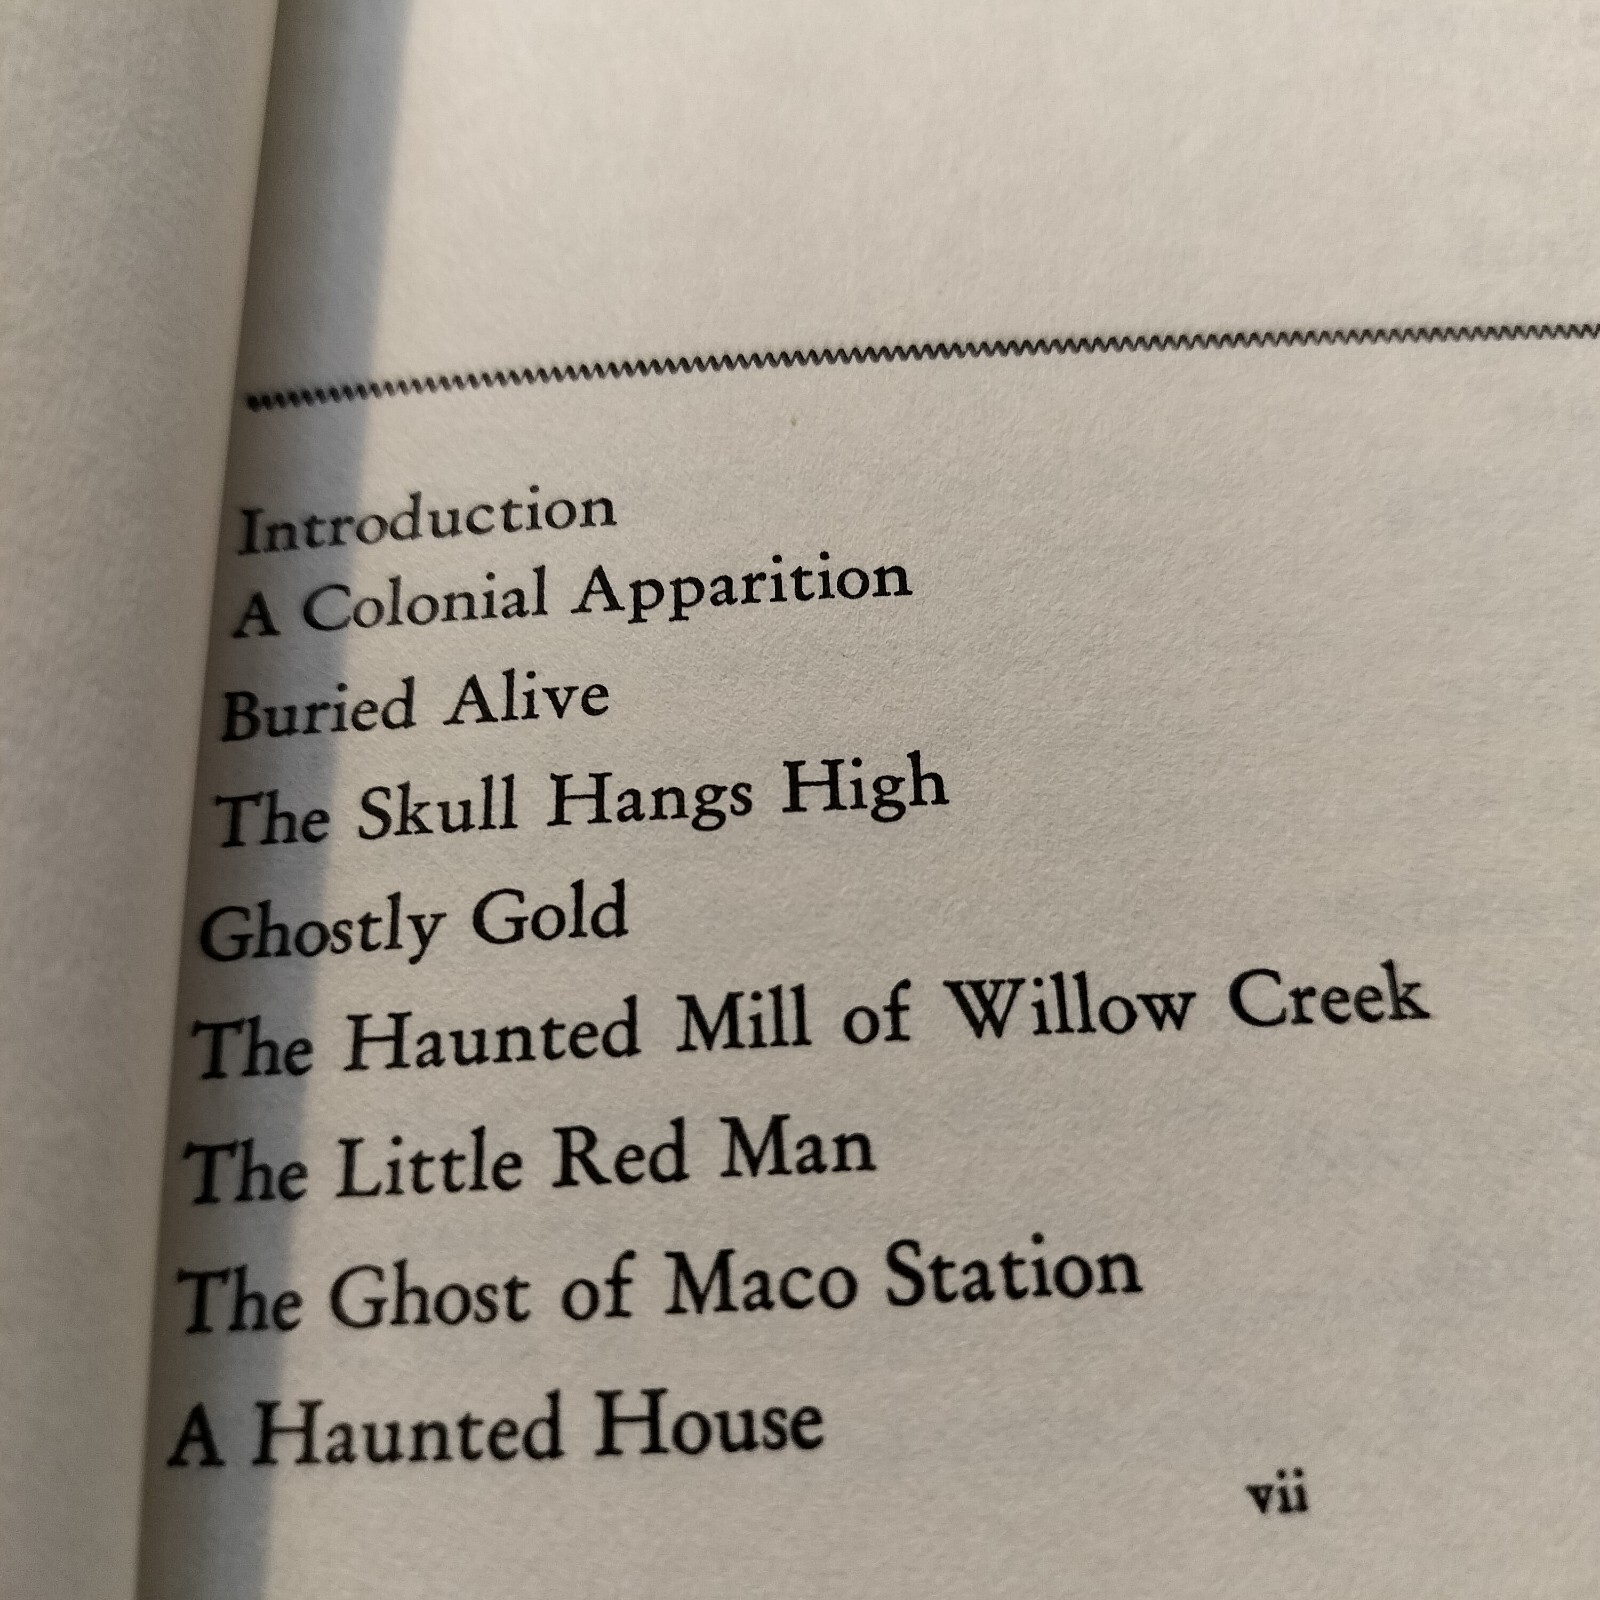 Introduction
A Colonial Apparition
Buried Alive
The Skull Hangs High
Ghostly Gold
The Haunted Mill of Willow Creek
The Little Red Man
The Ghost of Maco Station
A Haunted House
vii